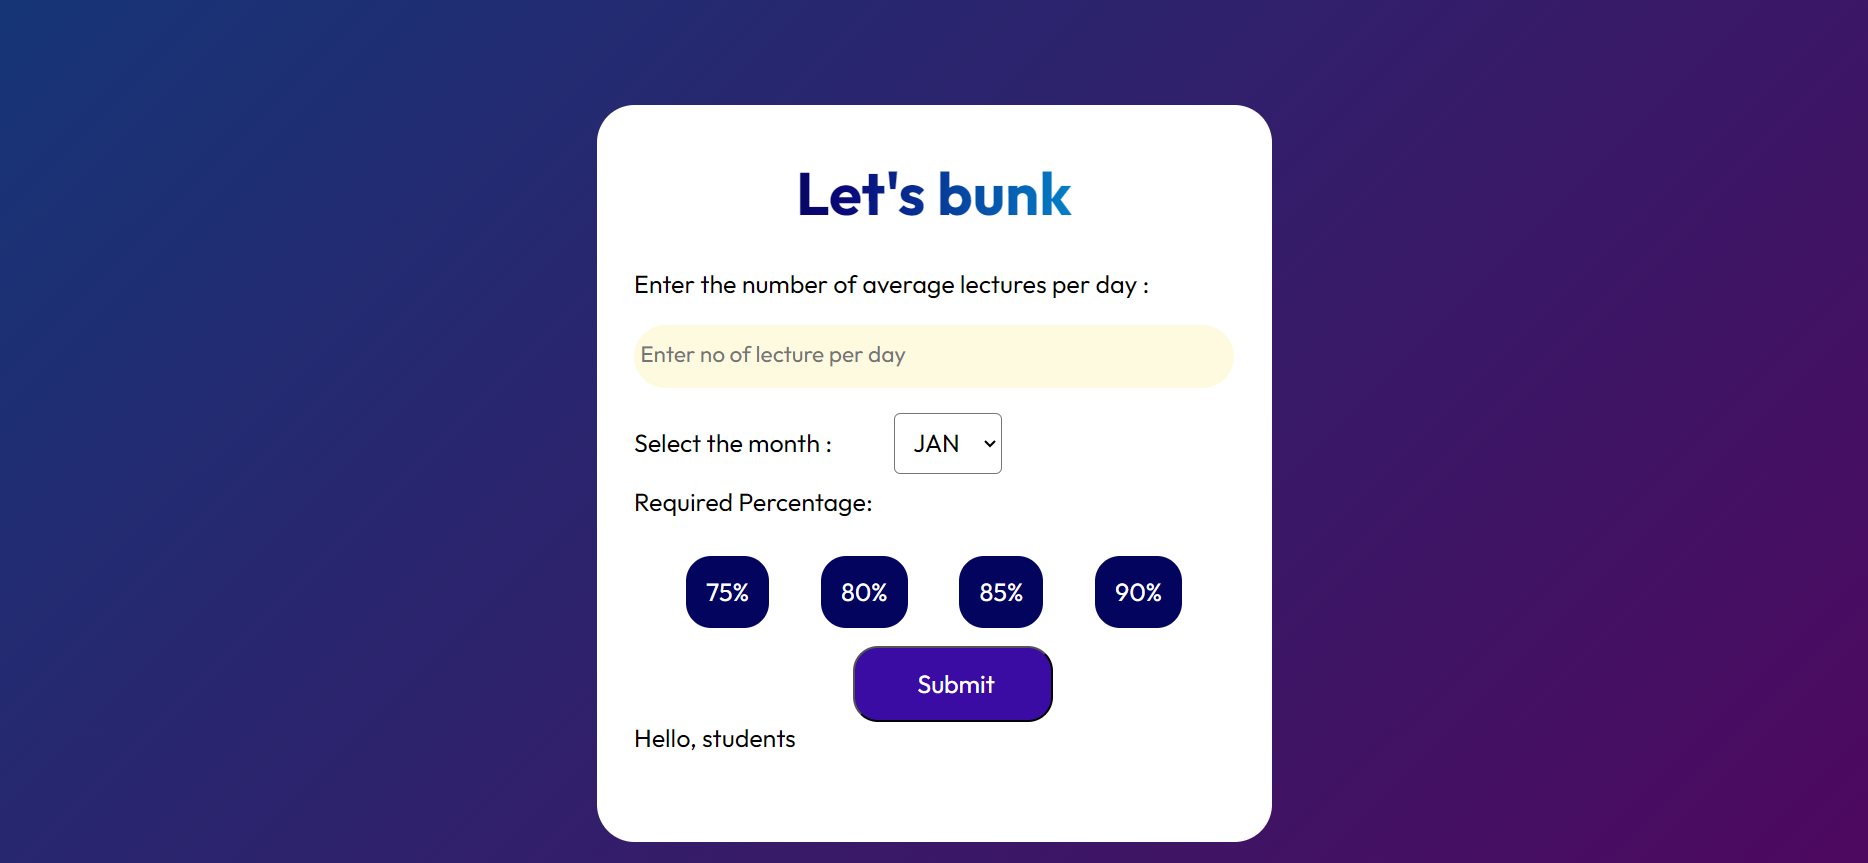 Let's bunk
Enter the number of average lectures per day :
Enter no of lecture per day
Select the month : JAN
Required Percentage:
75% 80% 85% 90%
Submit
Hello, students